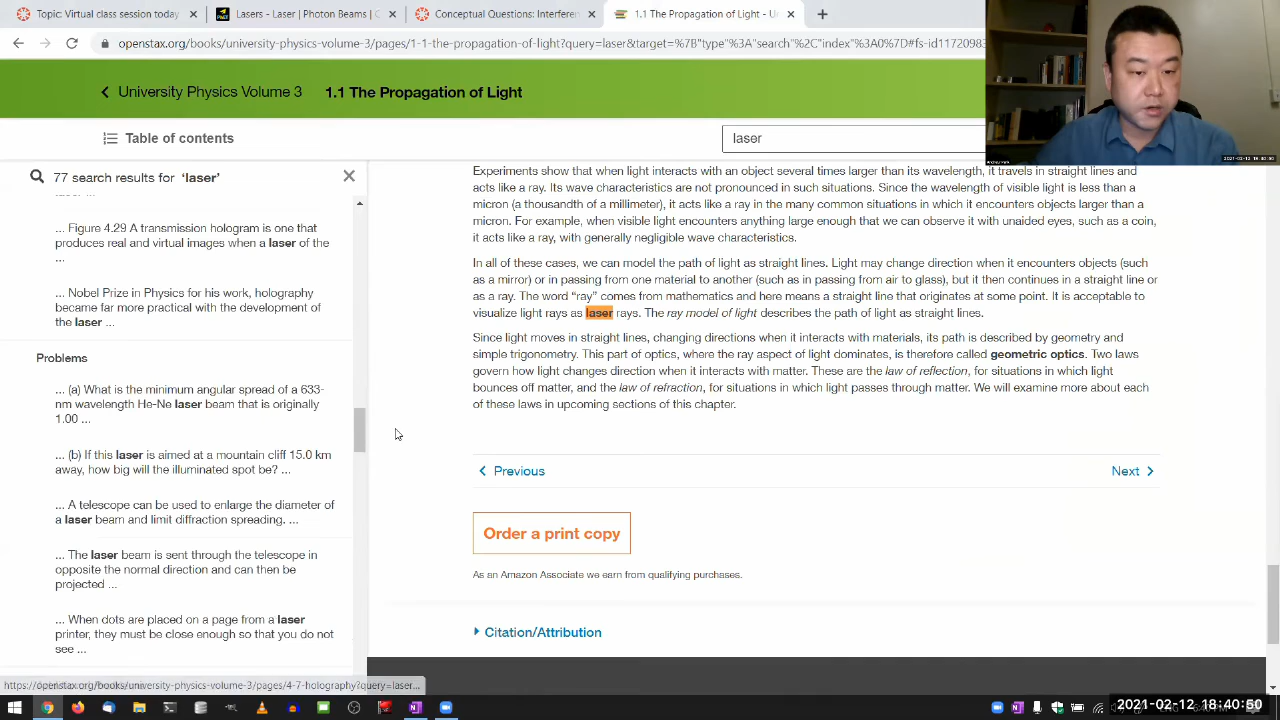 Topic: Virtual class session today
Lasers - Laser | Photon Beams | C
Conceptual Questions: Interferen
1.1 The Propagation of Light - U
openstax.org/books/university-physics-volume-3/pages/1-1-the-propagation-of-light?query=laser&target=%7B"type"%3A"search"%2C"index"%3A0%7D#fs-id11720983
University Physics Volume 3
1.1 The Propagation of Light
Table of contents
laser
77 search results for 'laser'
... Figure 4.29 A transmission hologram is one that
produces real and virtual images when a laser of the
...
... Nobel Prize in Physics for his work, holography
became far more practical with the development of
the laser ...
Problems
... (a) What is the minimum angular spread of a 633-
nm wavelength He-Ne laser beam that is originally
1.00 ...
... (b) If this laser is aimed at a mountain cliff 15.0 km
away, how big will the illuminated spot be? ...
... A telescope can be used to enlarge the diameter of
a laser beam and limit diffraction spreading. ...
... The laser beam is sent through the telescope in
opposite the normal direction and can then be
projected ...
... When dots are placed on a page from a laser
printer, they must be close enough so that you do not
see ...
Experiments show that when light interacts with an object several times larger than its wavelength, it travels in straight lines and
acts like a ray. Its wave characteristics are not pronounced in such situations. Since the wavelength of visible light is less than a
micron (a thousandth of a millimeter), it acts like a ray in the many common situations in which it encounters objects larger than a
micron. For example, when visible light encounters anything large enough that we can observe it with unaided eyes, such as a coin,
it acts like a ray, with generally negligible wave characteristics.
In all of these cases, we can model the path of light as straight lines. Light may change direction when it encounters objects (such
as a mirror) or in passing from one material to another (such as in passing from air to glass), but it then continues in a straight line or
as a ray. The word “ray” comes from mathematics and here means a straight line that originates at some point. It is acceptable to
visualize light rays as laser rays. The ray model of light describes the path of light as straight lines.
Since light moves in straight lines, changing directions when it interacts with materials, its path is described by geometry and
simple trigonometry. This part of optics, where the ray aspect of light dominates, is therefore called geometric optics. Two laws
govern how light changes direction when it interacts with matter. These are the law of reflection, for situations in which light
bounces off matter, and the law of refraction, for situations in which light passes through matter. We will examine more about each
of these laws in upcoming sections of this chapter.
Previous
Next
Order a print copy
As an Amazon Associate we earn from qualifying purchases.
Citation/Attribution
https://openstax.org/books/university-physics-volume-3/pages/4-7-holography?query=laser...
2021-02-12 18:40:50
2021-02-12 18:40:50